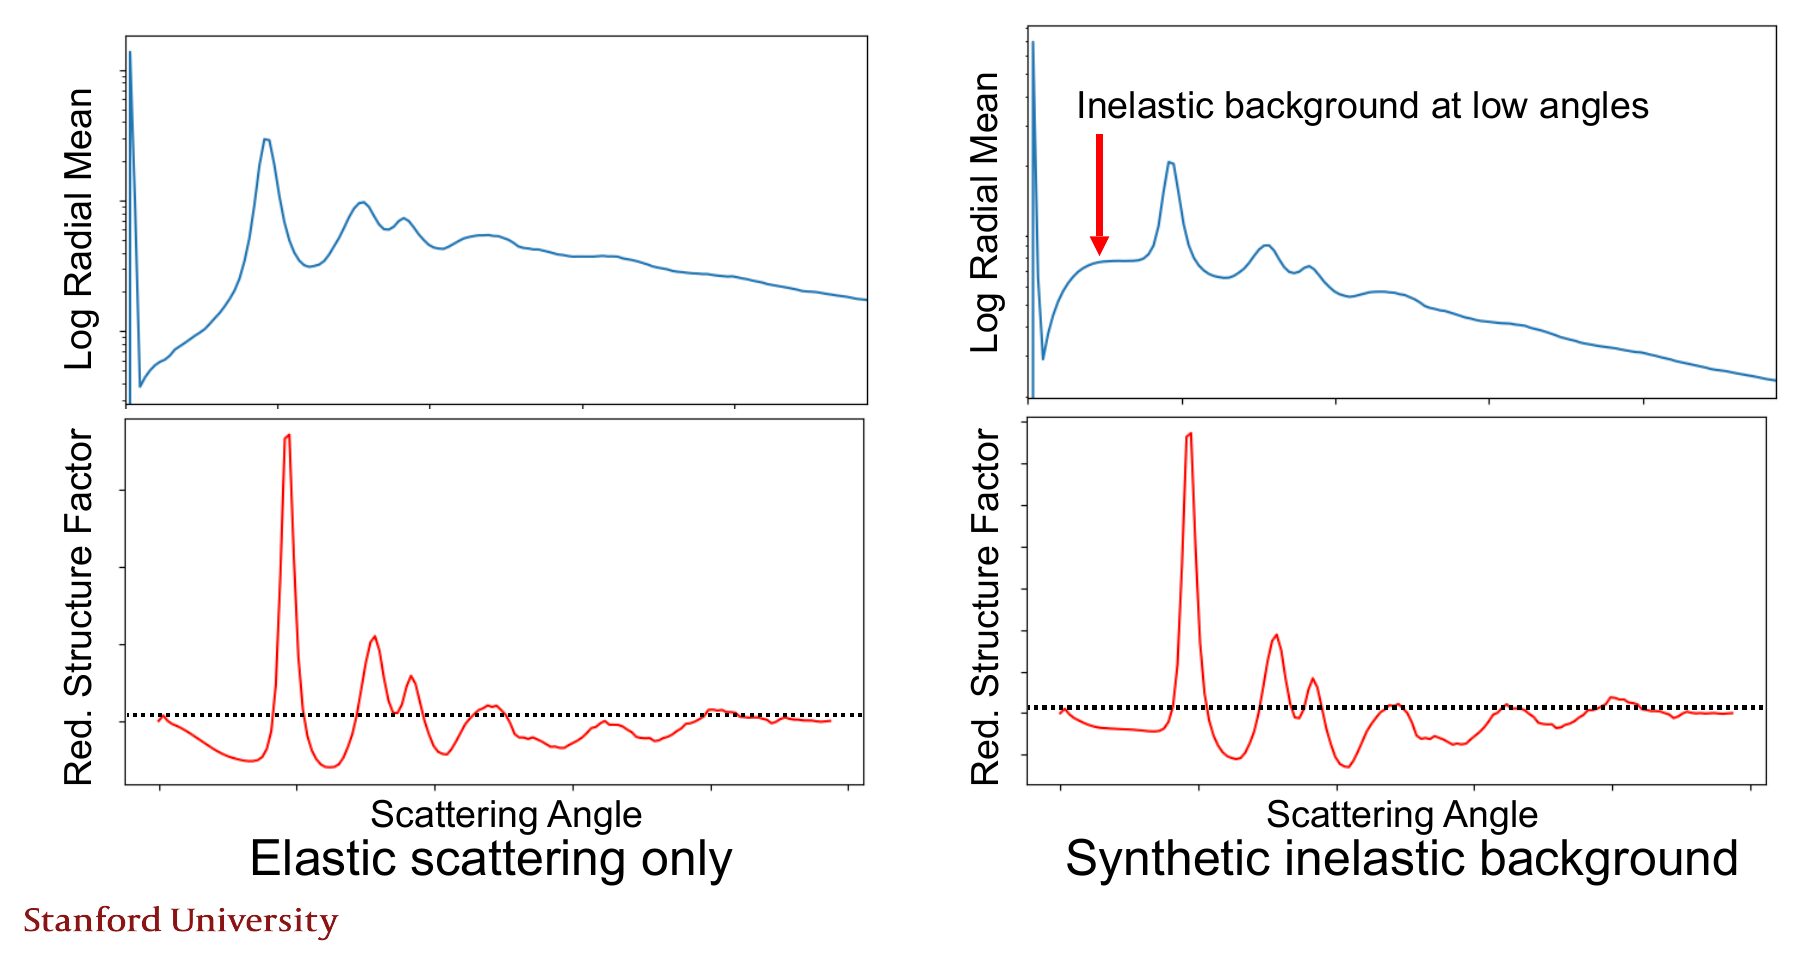 Log Radial Mean
Red. Structure Factor
Scattering Angle
Elastic scattering only
Log Radial Mean
Inelastic background at low angles
Red. Structure Factor
Scattering Angle
Synthetic inelastic background
Stanford University